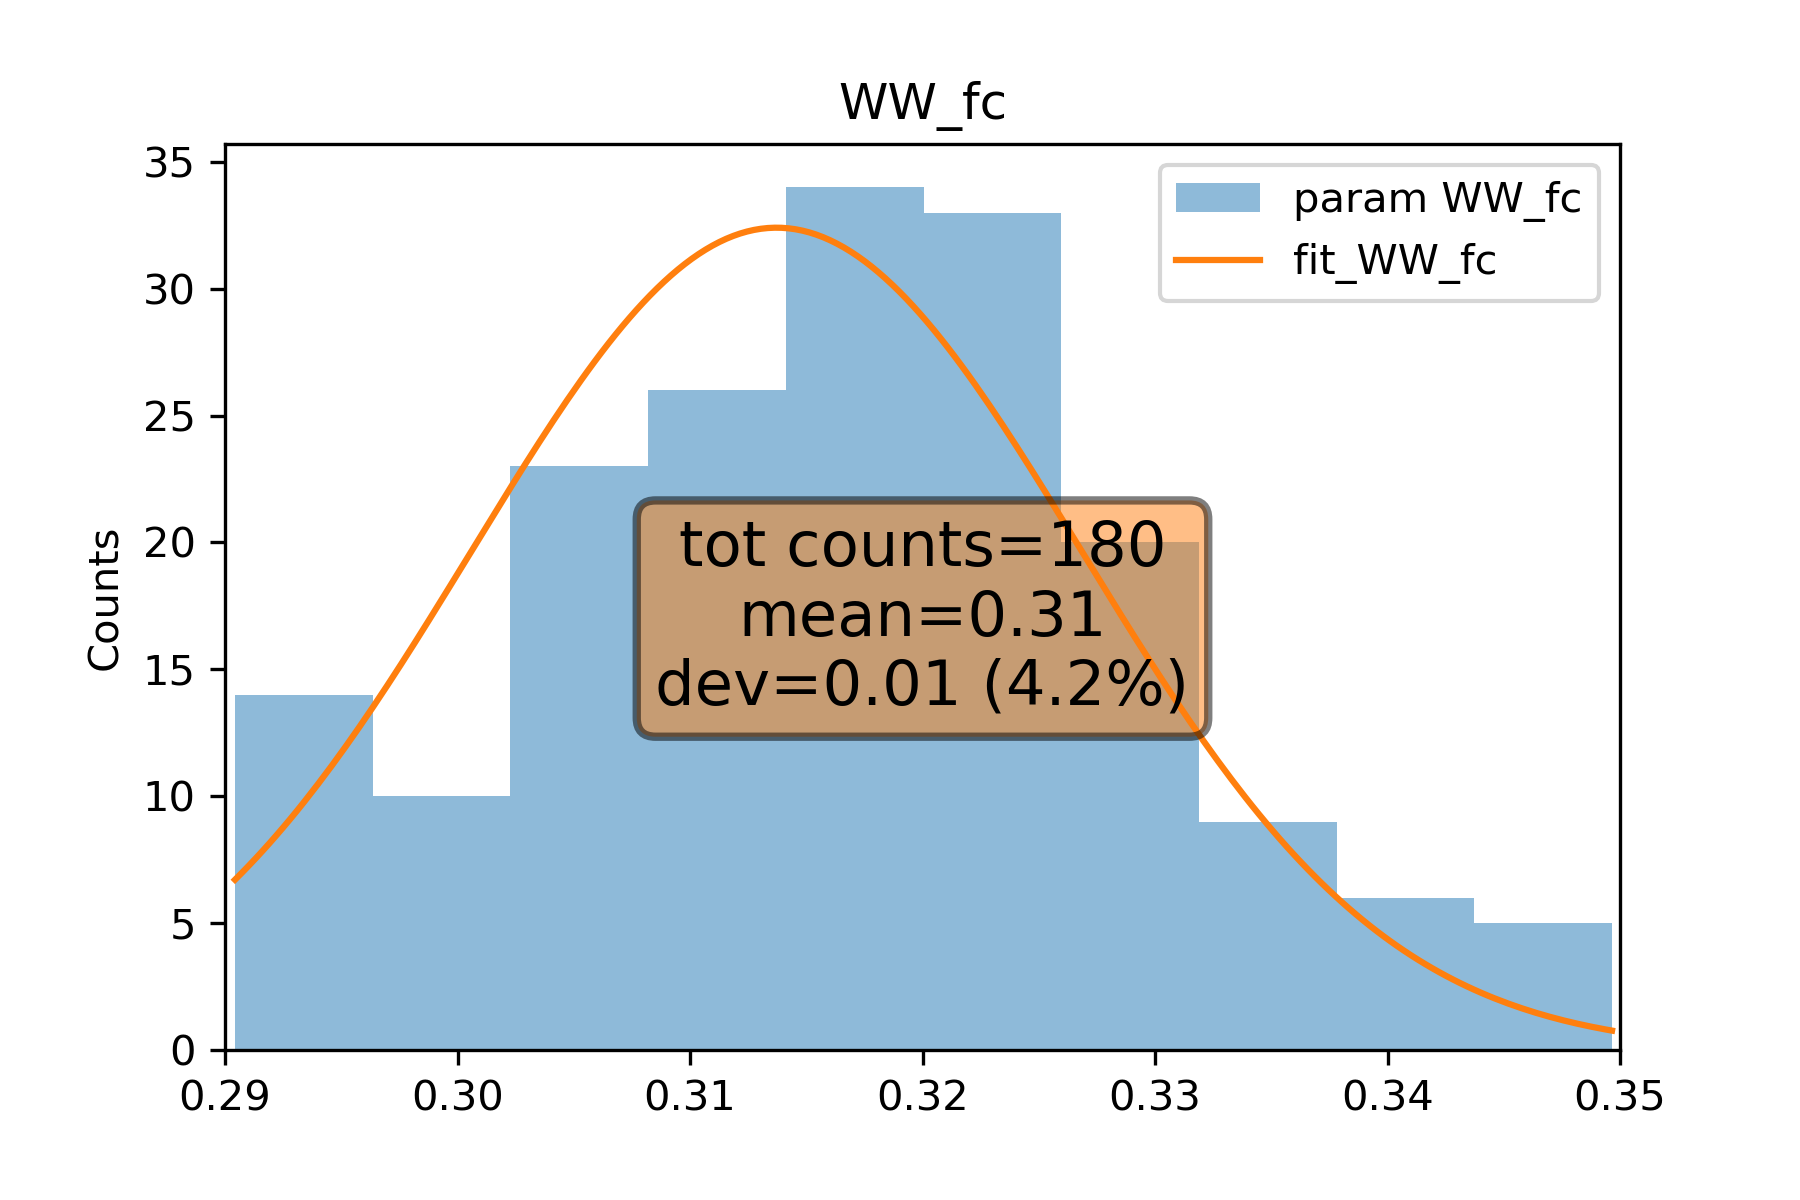 WW_fc
35
30
25
20
15
10
5
0
Counts
param WW_fc
fit_WW_fc
tot counts=180
mean=0.31
dev=0.01 (4.2%)
0.29 0.30 0.31 0.32 0.33 0.34 0.35